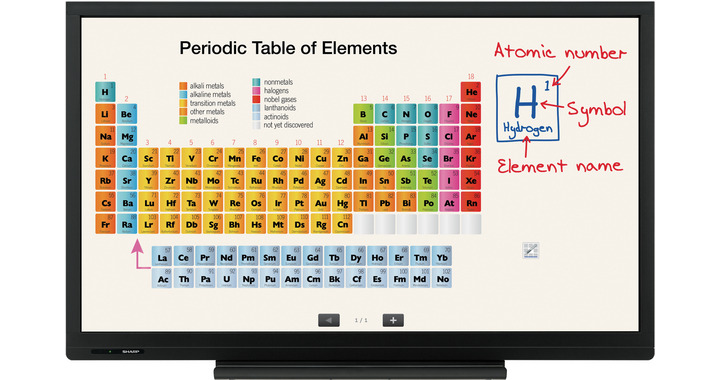 Periodic Table of Elements
Atomic number
1
18
H
2
alkali metals
alkaline metals
transition metals
other metals
metalloids
nonmetals
halogens
nobel gases
lanthanoids
actinoids
not yet discovered
13 14 15 16 17
He
1
H
Symbol
Hydrogen
Element name
Li Be B C N O F Ne
Na Mg Al Si P S Cl Ar
3 4 5 6 7 8 9 10 11 12
K Ca Sc Ti V Cr Mn Fe Co Ni Cu Zn Ga Ge As Se Br Kr
Rb Sr Y Zr Nb Mo Tc Ru Rh Pd Ag Cd In Sn Sb Te I Xe
Cs Ba Lu Hf Ta W Re Os Ir Pt Au Hg Tl Pb Bi Po At Rn
Fr Ra Lr Rf Db Sg Bh Hs Mt Ds Rg Cn
La Ce Pr Nd Pm Sm Eu Gd Tb Dy Ho Er Tm Yb
Ac Th Pa U Np Pu Am Cm Bk Cf Es Fm Md No
1 / 1
SHARP